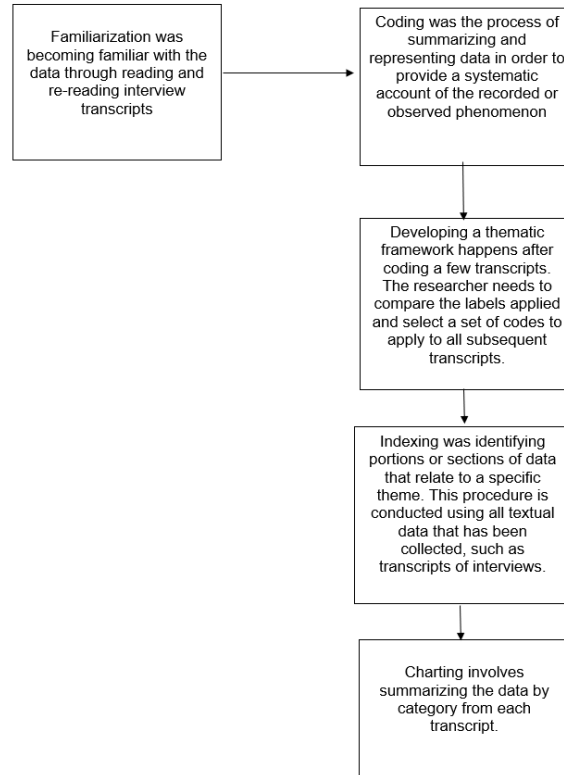 Familiarization was
becoming familiar with the
data through reading and
re-reading interview
transcripts
Coding was the process of
summarizing and
representing data in order to
provide a systematic
account of the recorded or
observed phenomenon
Developing a thematic
framework happens after
coding a few transcripts.
The researcher needs to
compare the labels applied
and select a set of codes to
apply to all subsequent
transcripts.
Indexing was identifying
portions or sections of data
that relate to a specific
theme. This procedure is
conducted using all textual
data that has been
collected, such as
transcripts of interviews.
Charting involves
summarizing the data by
category from each
transcript.